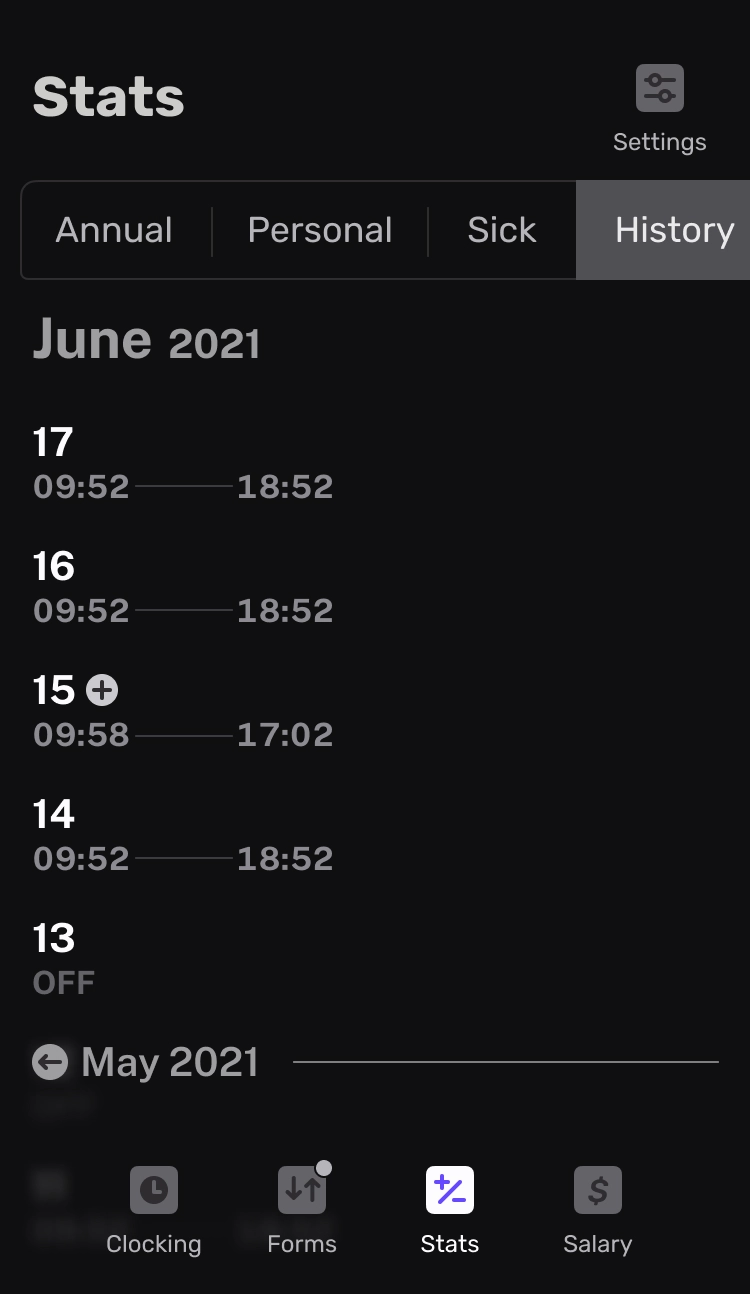 Stats
Settings
Annual Personal Sick History
June 2021
17
09:52 18:52
16
09:52 18:52
15
09:58 17:02
14
09:52 18:52
13
OFF
May 2021
Clocking Forms Stats Salary